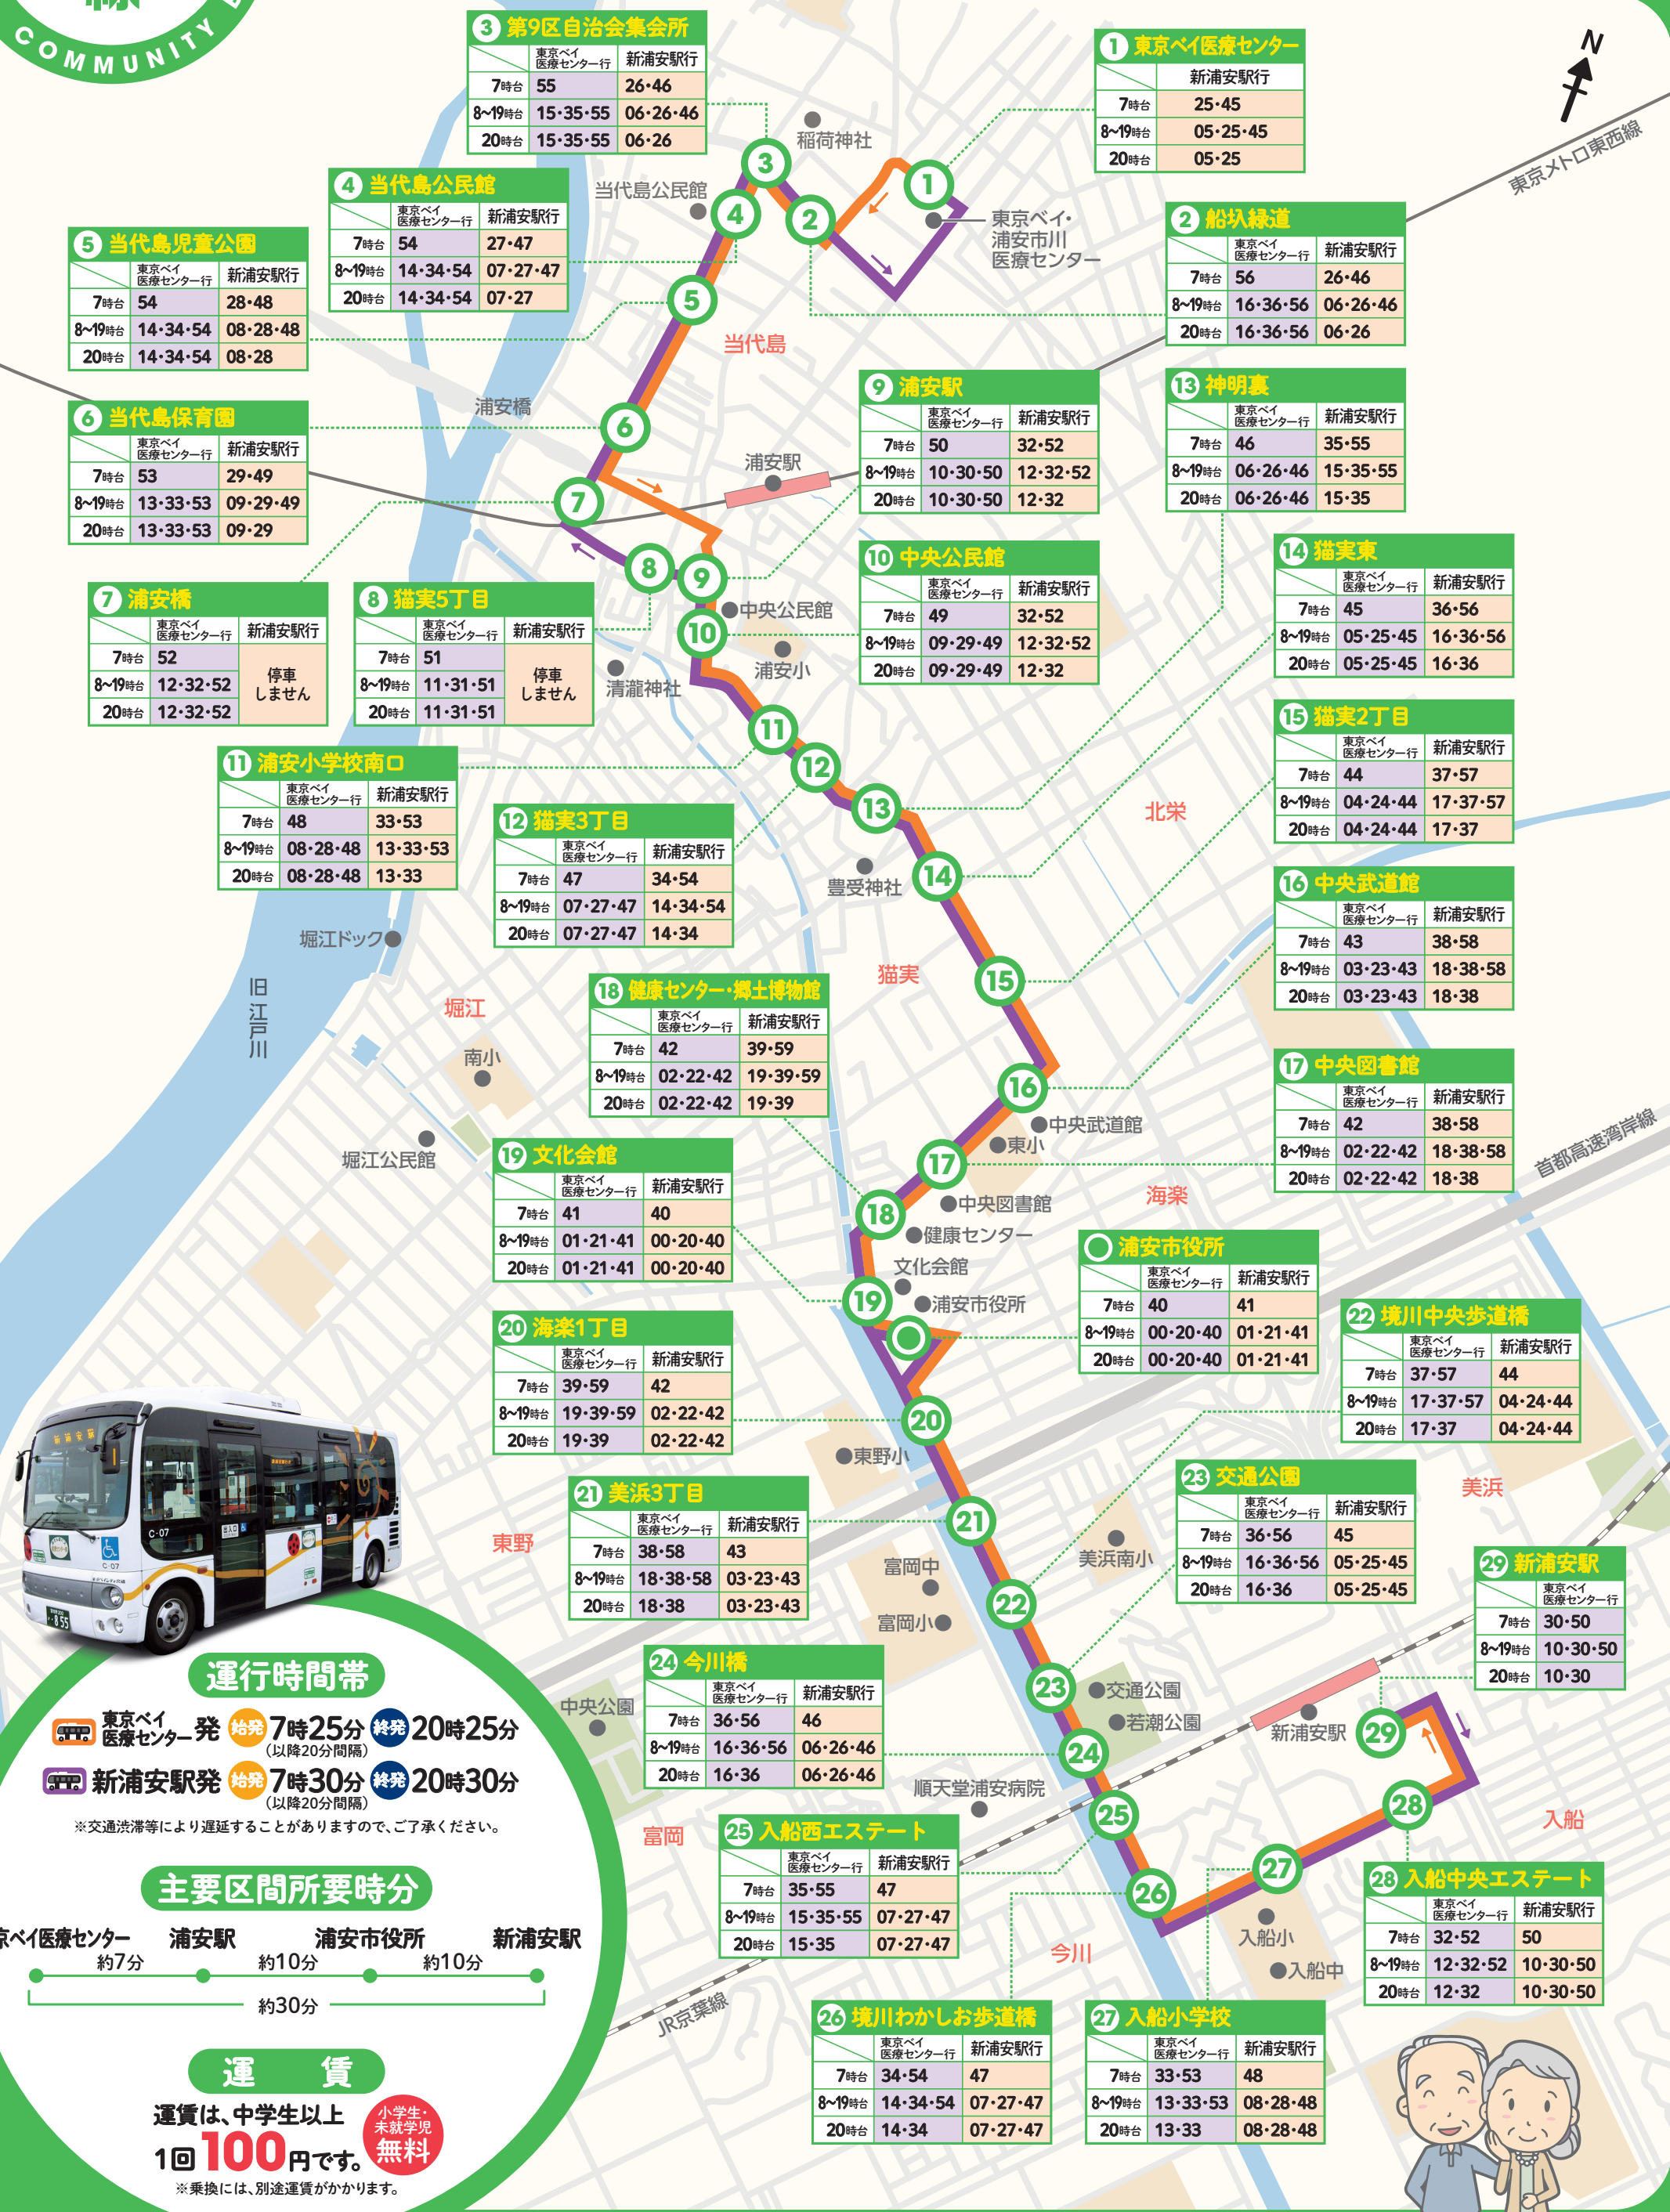 COMMUNITY
N
東京メトロ東西線
③ 第9区自治会集会所
東京ベイ医療センター行 新浦安駅行
7時台 55 26・46
8~19時台 15・35・55 06・26・46
20時台 15・35・55 06・26
① 東京ベイ医療センター
新浦安駅行
7時台 25・45
8~19時台 05・25・45
20時台 05・25
④ 当代島公民館
東京ベイ医療センター行 新浦安駅行
7時台 54 27・47
8~19時台 14・34・54 07・27・47
20時台 14・34・54 07・27
② 船圦緑道
東京ベイ医療センター行 新浦安駅行
7時台 56 26・46
8~19時台 16・36・56 06・26・46
20時台 16・36・56 06・26
⑤ 当代島児童公園
東京ベイ医療センター行 新浦安駅行
7時台 54 28・48
8~19時台 14・34・54 08・28・48
20時台 14・34・54 08・28
⑥ 当代島保育園
東京ベイ医療センター行 新浦安駅行
7時台 53 29・49
8~19時台 13・33・53 09・29・49
20時台 13・33・53 09・29
⑨ 浦安駅
東京ベイ医療センター行 新浦安駅行
7時台 50 32・52
8~19時台 10・30・50 12・32・52
20時台 10・30・50 12・32
⑬ 神明裏
東京ベイ医療センター行 新浦安駅行
7時台 46 35・55
8~19時台 06・26・46 15・35・55
20時台 06・26・46 15・35
⑩ 中央公民館
東京ベイ医療センター行 新浦安駅行
7時台 49 32・52
8~19時台 09・29・49 12・32・52
20時台 09・29・49 12・32
⑭ 猫実東
東京ベイ医療センター行 新浦安駅行
7時台 45 36・56
8~19時台 05・25・45 16・36・56
20時台 05・25・45 16・36
⑦ 浦安橋
東京ベイ医療センター行 新浦安駅行
7時台 52
8~19時台 12・32・52
20時台 12・32・52
停車しません
⑧ 猫実5丁目
東京ベイ医療センター行 新浦安駅行
7時台 51
8~19時台 11・31・51
20時台 11・31・51
停車しません
⑮ 猫実2丁目
東京ベイ医療センター行 新浦安駅行
7時台 44 37・57
8~19時台 04・24・44 17・37・57
20時台 04・24・44 17・37
⑪ 浦安小学校南口
東京ベイ医療センター行 新浦安駅行
7時台 48 33・53
8~19時台 08・28・48 13・33・53
20時台 08・28・48 13・33
⑫ 猫実3丁目
東京ベイ医療センター行 新浦安駅行
7時台 47 34・54
8~19時台 07・27・47 14・34・54
20時台 07・27・47 14・34
⑯ 中央武道館
東京ベイ医療センター行 新浦安駅行
7時台 43 38・58
8~19時台 03・23・43 18・38・58
20時台 03・23・43 18・38
⑱ 健康センター・郷土博物館
東京ベイ医療センター行 新浦安駅行
7時台 42 39・59
8~19時台 02・22・42 19・39・59
20時台 02・22・42 19・39
⑰ 中央図書館
東京ベイ医療センター行 新浦安駅行
7時台 42 38・58
8~19時台 02・22・42 18・38・58
20時台 02・22・42 18・38
⑲ 文化会館
東京ベイ医療センター行 新浦安駅行
7時台 41 40
8~19時台 01・21・41 00・20・40
20時台 01・21・41 00・20・40
浦安市役所
東京ベイ医療センター行 新浦安駅行
7時台 40 41
8~19時台 00・20・40 01・21・41
20時台 00・20・40 01・21・41
⑳ 海楽1丁目
東京ベイ医療センター行 新浦安駅行
7時台 39・59 42
8~19時台 19・39・59 02・22・42
20時台 19・39 02・22・42
㉒ 境川中央歩道橋
東京ベイ医療センター行 新浦安駅行
7時台 37・57 44
8~19時台 17・37・57 04・24・44
20時台 17・37 04・24・44
㉑ 美浜3丁目
東京ベイ医療センター行 新浦安駅行
7時台 38・58 43
8~19時台 18・38・58 03・23・43
20時台 18・38 03・23・43
㉓ 交通公園
東京ベイ医療センター行 新浦安駅行
7時台 36・56 45
8~19時台 16・36・56 05・25・45
20時台 16・36 05・25・45
㉙ 新浦安駅
東京ベイ医療センター行
7時台 30・50
8~19時台 10・30・50
20時台 10・30
㉔ 今川橋
東京ベイ医療センター行 新浦安駅行
7時台 36・56 46
8~19時台 16・36・56 06・26・46
20時台 16・36 06・26・46
㉕ 入船西エステート
東京ベイ医療センター行 新浦安駅行
7時台 35・55 47
8~19時台 15・35・55 07・27・47
20時台 15・35 07・27・47
㉘ 入船中央エステート
東京ベイ医療センター行 新浦安駅行
7時台 32・52 50
8~19時台 12・32・52 10・30・50
20時台 12・32 10・30・50
㉖ 境川わかしお歩道橋
東京ベイ医療センター行 新浦安駅行
7時台 34・54 47
8~19時台 14・34・54 07・27・47
20時台 14・34 07・27・47
㉗ 入船小学校
東京ベイ医療センター行 新浦安駅行
7時台 33・53 48
8~19時台 13・33・53 08・28・48
20時台 13・33 08・28・48
稲荷神社
当代島公民館
東京ベイ・
浦安市川
医療センター
当代島
浦安橋
浦安駅
中央公民館
浦安小
清瀧神社
北栄
豊受神社
堀江ドック
旧江戸川
猫実
堀江
南小
堀江公民館
中央武道館
東小
中央図書館
健康センター
海楽
首都高速湾岸線
文化会館
浦安市役所
東野小
東野
美浜
美浜南小
富岡中
富岡小
中央公園
交通公園
若潮公園
新浦安駅
順天堂浦安病院
富岡
入船
入船小
入船中
今川
JR京葉線
1
2
3
4
5
6
7
8
9
10
11
12
13
14
15
16
17
18
19
20
21
22
23
24
25
26
27
28
29
新浦安駅
C-07
C-07
・855
運行時間帯
東京ベイ医療センター発 始発 7時25分 終発 20時25分
(以降20分間隔)
新浦安駅発 始発 7時30分 終発 20時30分
(以降20分間隔)
※交通渋滞等により遅延することがありますので、ご了承ください。
主要区間所要時分
京ベイ医療センター 浦安駅 浦安市役所 新浦安駅
約7分 約10分 約10分
約30分
運賃
運賃は、中学生以上
1回100円です。
小学生・
未就学児
無料
※乗換には、別途運賃がかかります。